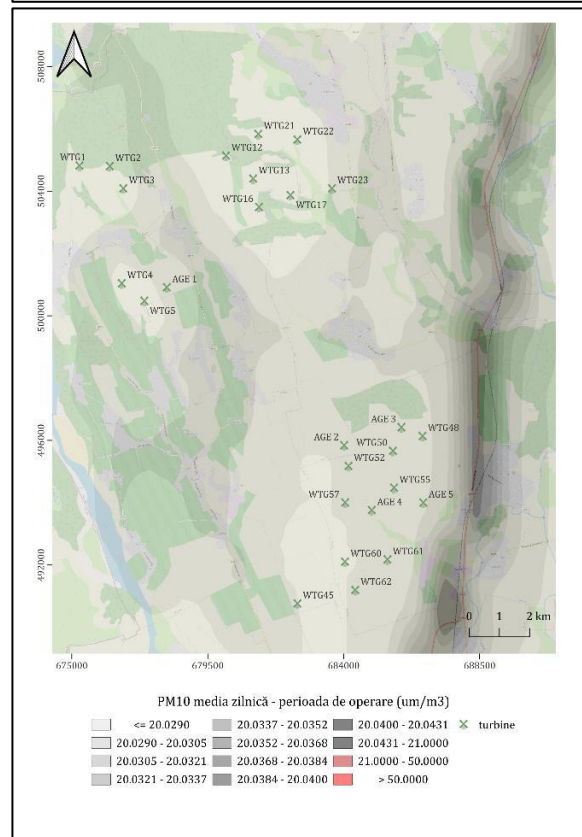 508000
WTG21
WTG22
WTG12
WTG1
WTG2
WTG13
WTG3
WTG23
504000
WTG16
WTG17
WTG4
AGE 1
WTG5
500000
AGE 3
WTG48
AGE 2
WTG50
496000
WTG52
WTG55
WTG57
AGE 4
AGE 5
WTG60
WTG61
492000
WTG62
WTG45
0 1 2 km
675000 679500 684000 688500
PM10 media zilnică - perioada de operare (um/m3)
<= 20.0290 20.0337 - 20.0352 20.0400 - 20.0431 turbine
20.0290 - 20.0305 20.0352 - 20.0368 20.0431 - 21.0000
20.0305 - 20.0321 20.0368 - 20.0384 21.0000 - 50.0000
20.0321 - 20.0337 20.0384 - 20.0400 > 50.0000